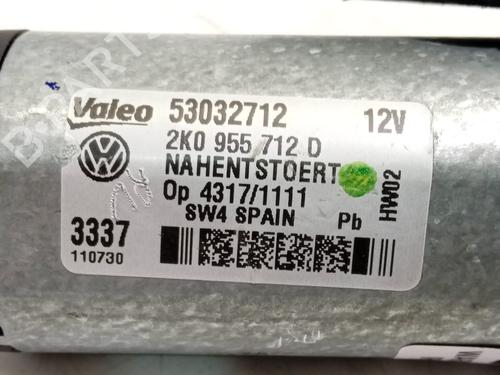 Valeo 53032712 12V
2K0 955 712 D
NAHENTSTOERT
Op 4317/1111
SW4 SPAIN Pb
HW02
3337
110730